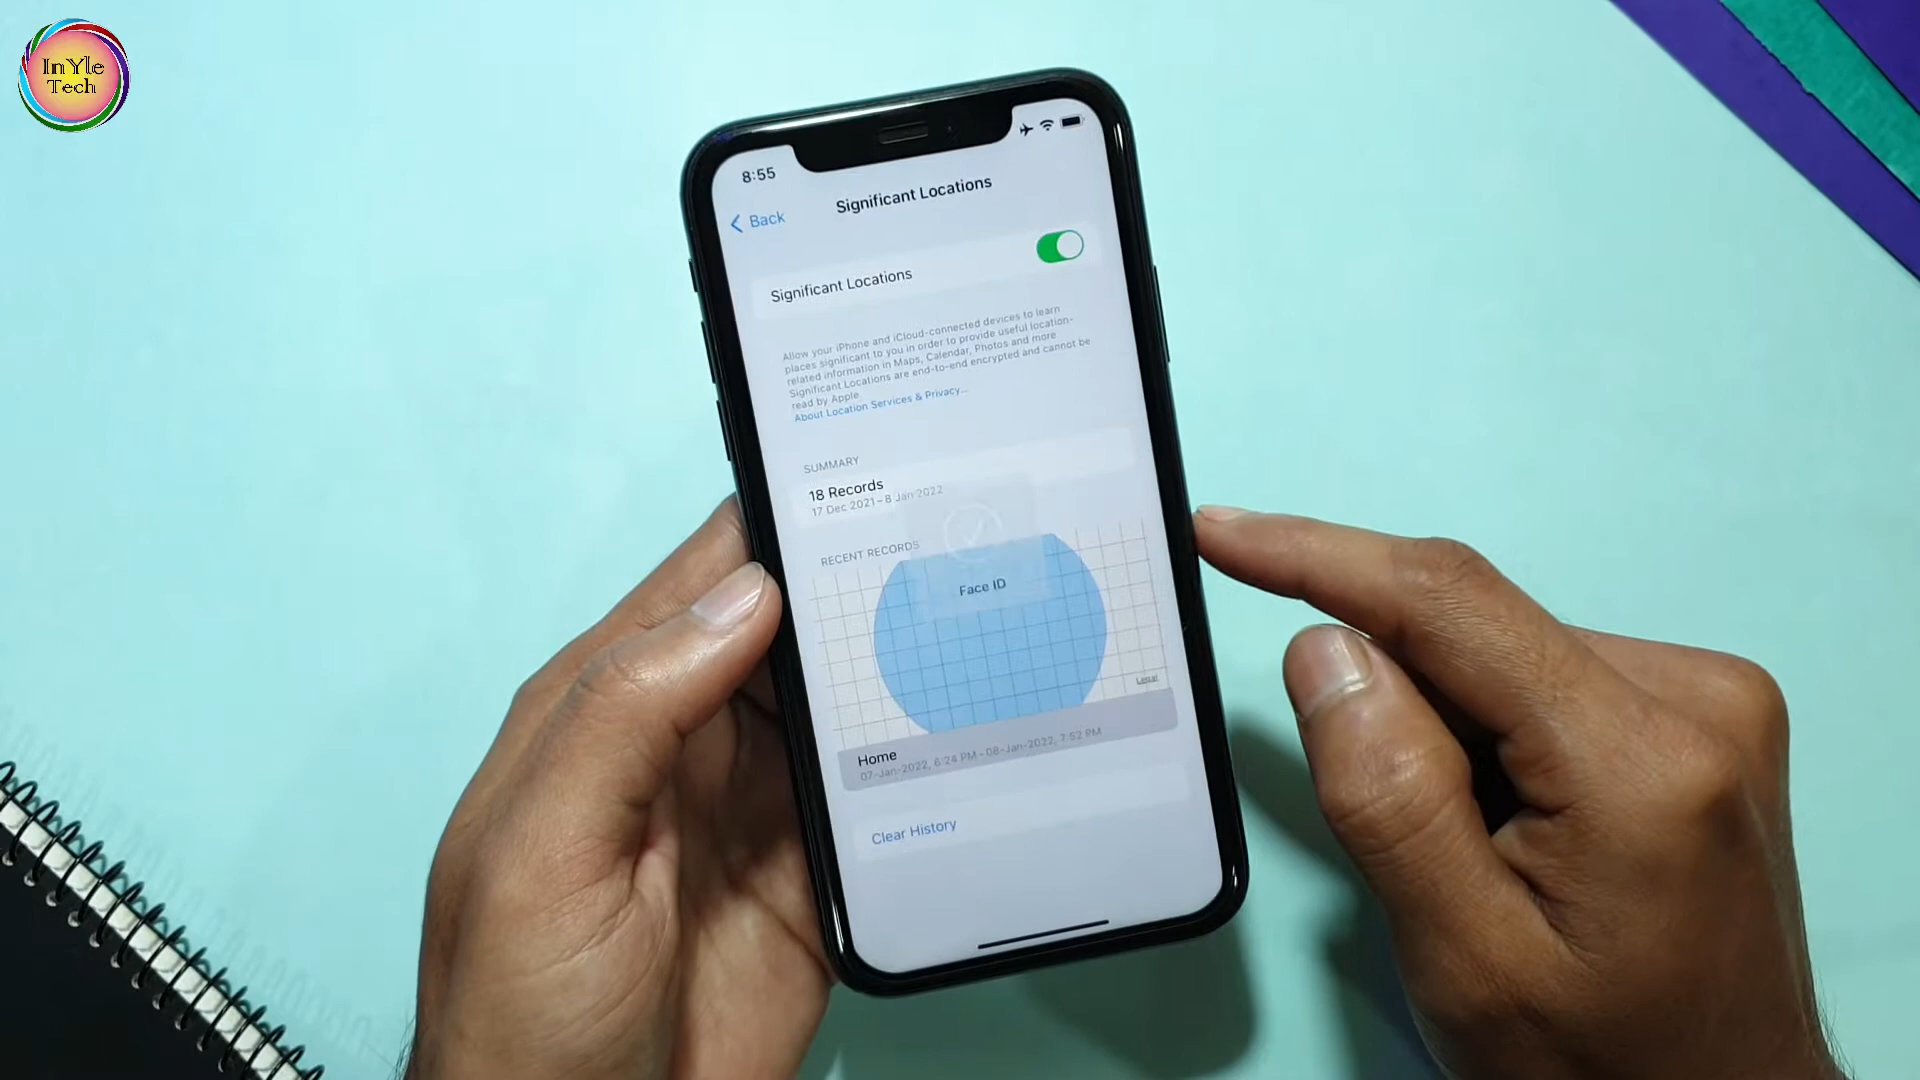 InYle
Tech
8:55
Back
Significant Locations
Significant Locations
Allow your iPhone and iCloud-connected devices to learn
places significant to you in order to provide useful location-
related information in Maps, Calendar, Photos and more
Significant Locations are end-to-end encrypted and cannot be
read by Apple.
About Location Services & Privacy...
SUMMARY
18 Records
17 Dec 2021–8 Jan 2022
RECENT RECORDS
Face ID
Legal
Home
07-Jan-2022, 6:24 PM – 08-Jan-2022, 7:52 PM
Clear History